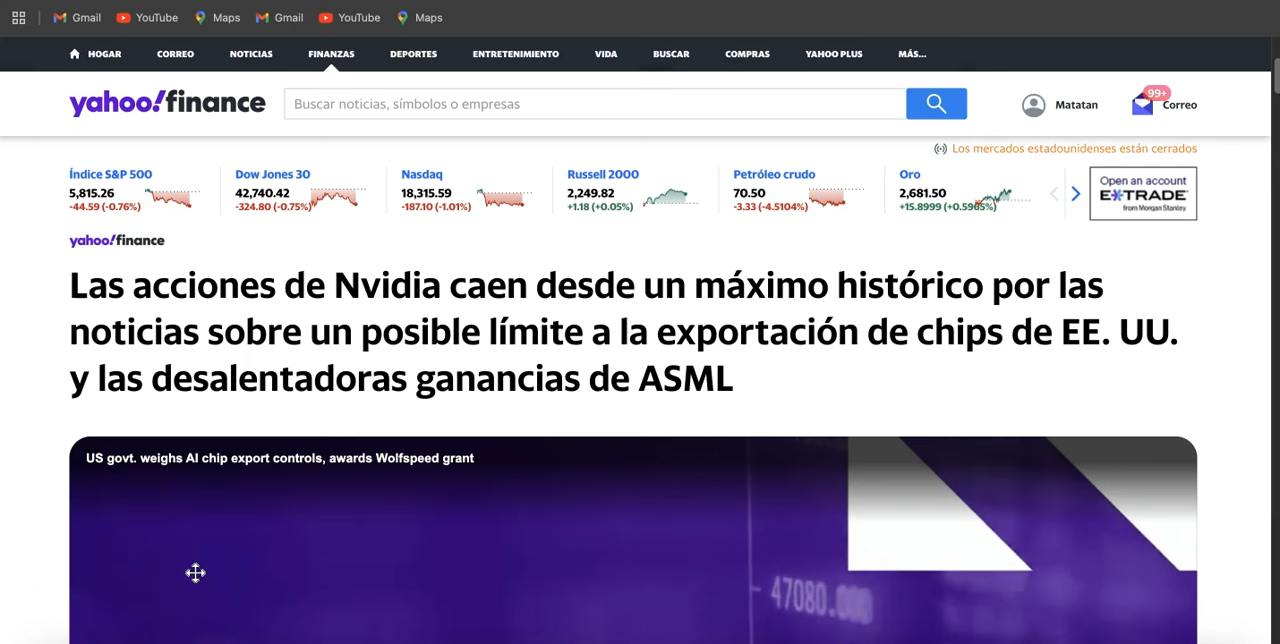 Gmail YouTube Maps Gmail YouTube Maps
HOGAR CORREO NOTICIAS FINANZAS DEPORTES ENTRETENIMIENTO VIDA BUSCAR COMPRAS YAHOO PLUS MÁS...
yahoo!finance Buscar noticias, símbolos o empresas Matatan 99+ Correo
Los mercados estadounidenses están cerrados
Índice S&P 500
5,815.26
-44.59 (-0.76%)
Dow Jones 30
42,740.42
-324.80 (-0.75%)
Nasdaq
18,315.59
-187.10 (-1.01%)
Russell 2000
2,249.82
+1.18 (+0.05%)
Petróleo crudo
70.50
-3.33 (-4.5104%)
Oro
2,681.50
+15.8999 (+0.5965%)
Open an account
E*TRADE
from Morgan Stanley
yahoo!finance
Las acciones de Nvidia caen desde un máximo histórico por las
noticias sobre un posible límite a la exportación de chips de EE. UU.
y las desalentadoras ganancias de ASML
US govt. weighs AI chip export controls, awards Wolfspeed grant
47080.000